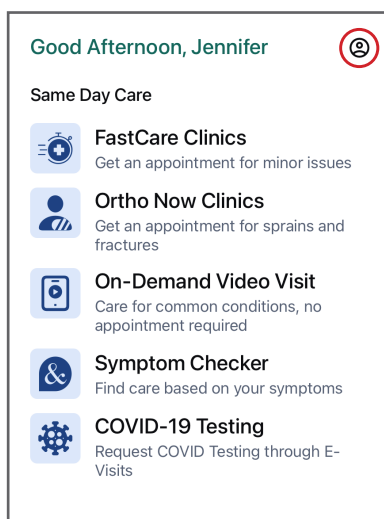 Good Afternoon, Jennifer
Same Day Care
FastCare Clinics
Get an appointment for minor issues
Ortho Now Clinics
Get an appointment for sprains and
fractures
On-Demand Video Visit
Care for common conditions, no
appointment required
&
Symptom Checker
Find care based on your symptoms
COVID-19 Testing
Request COVID Testing through E-
Visits